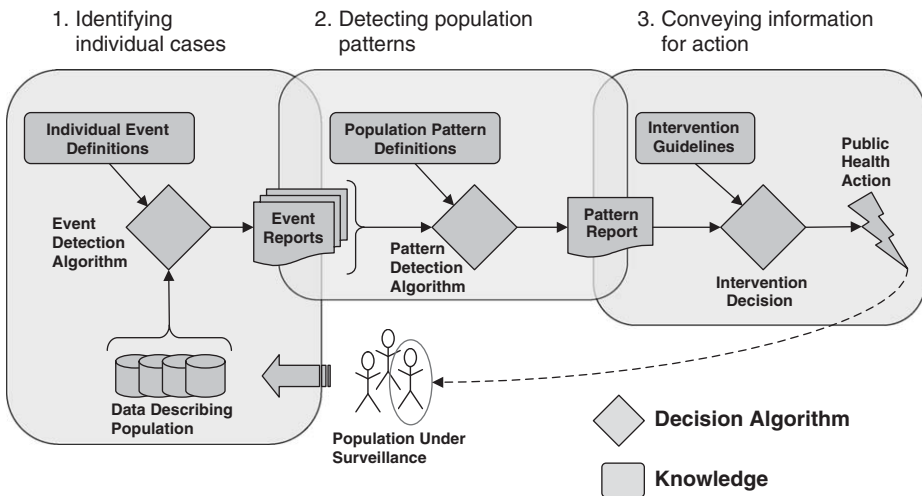 1. Identifying
individual cases
2. Detecting population
patterns
3. Conveying information
for action
Individual Event
Definitions
Event
Detection
Algorithm
Event
Reports
Data Describing
Population
Population Pattern
Definitions
Pattern
Detection
Algorithm
Pattern
Report
Intervention
Guidelines
Intervention
Decision
Public
Health
Action
Population Under
Surveillance
Decision Algorithm
Knowledge